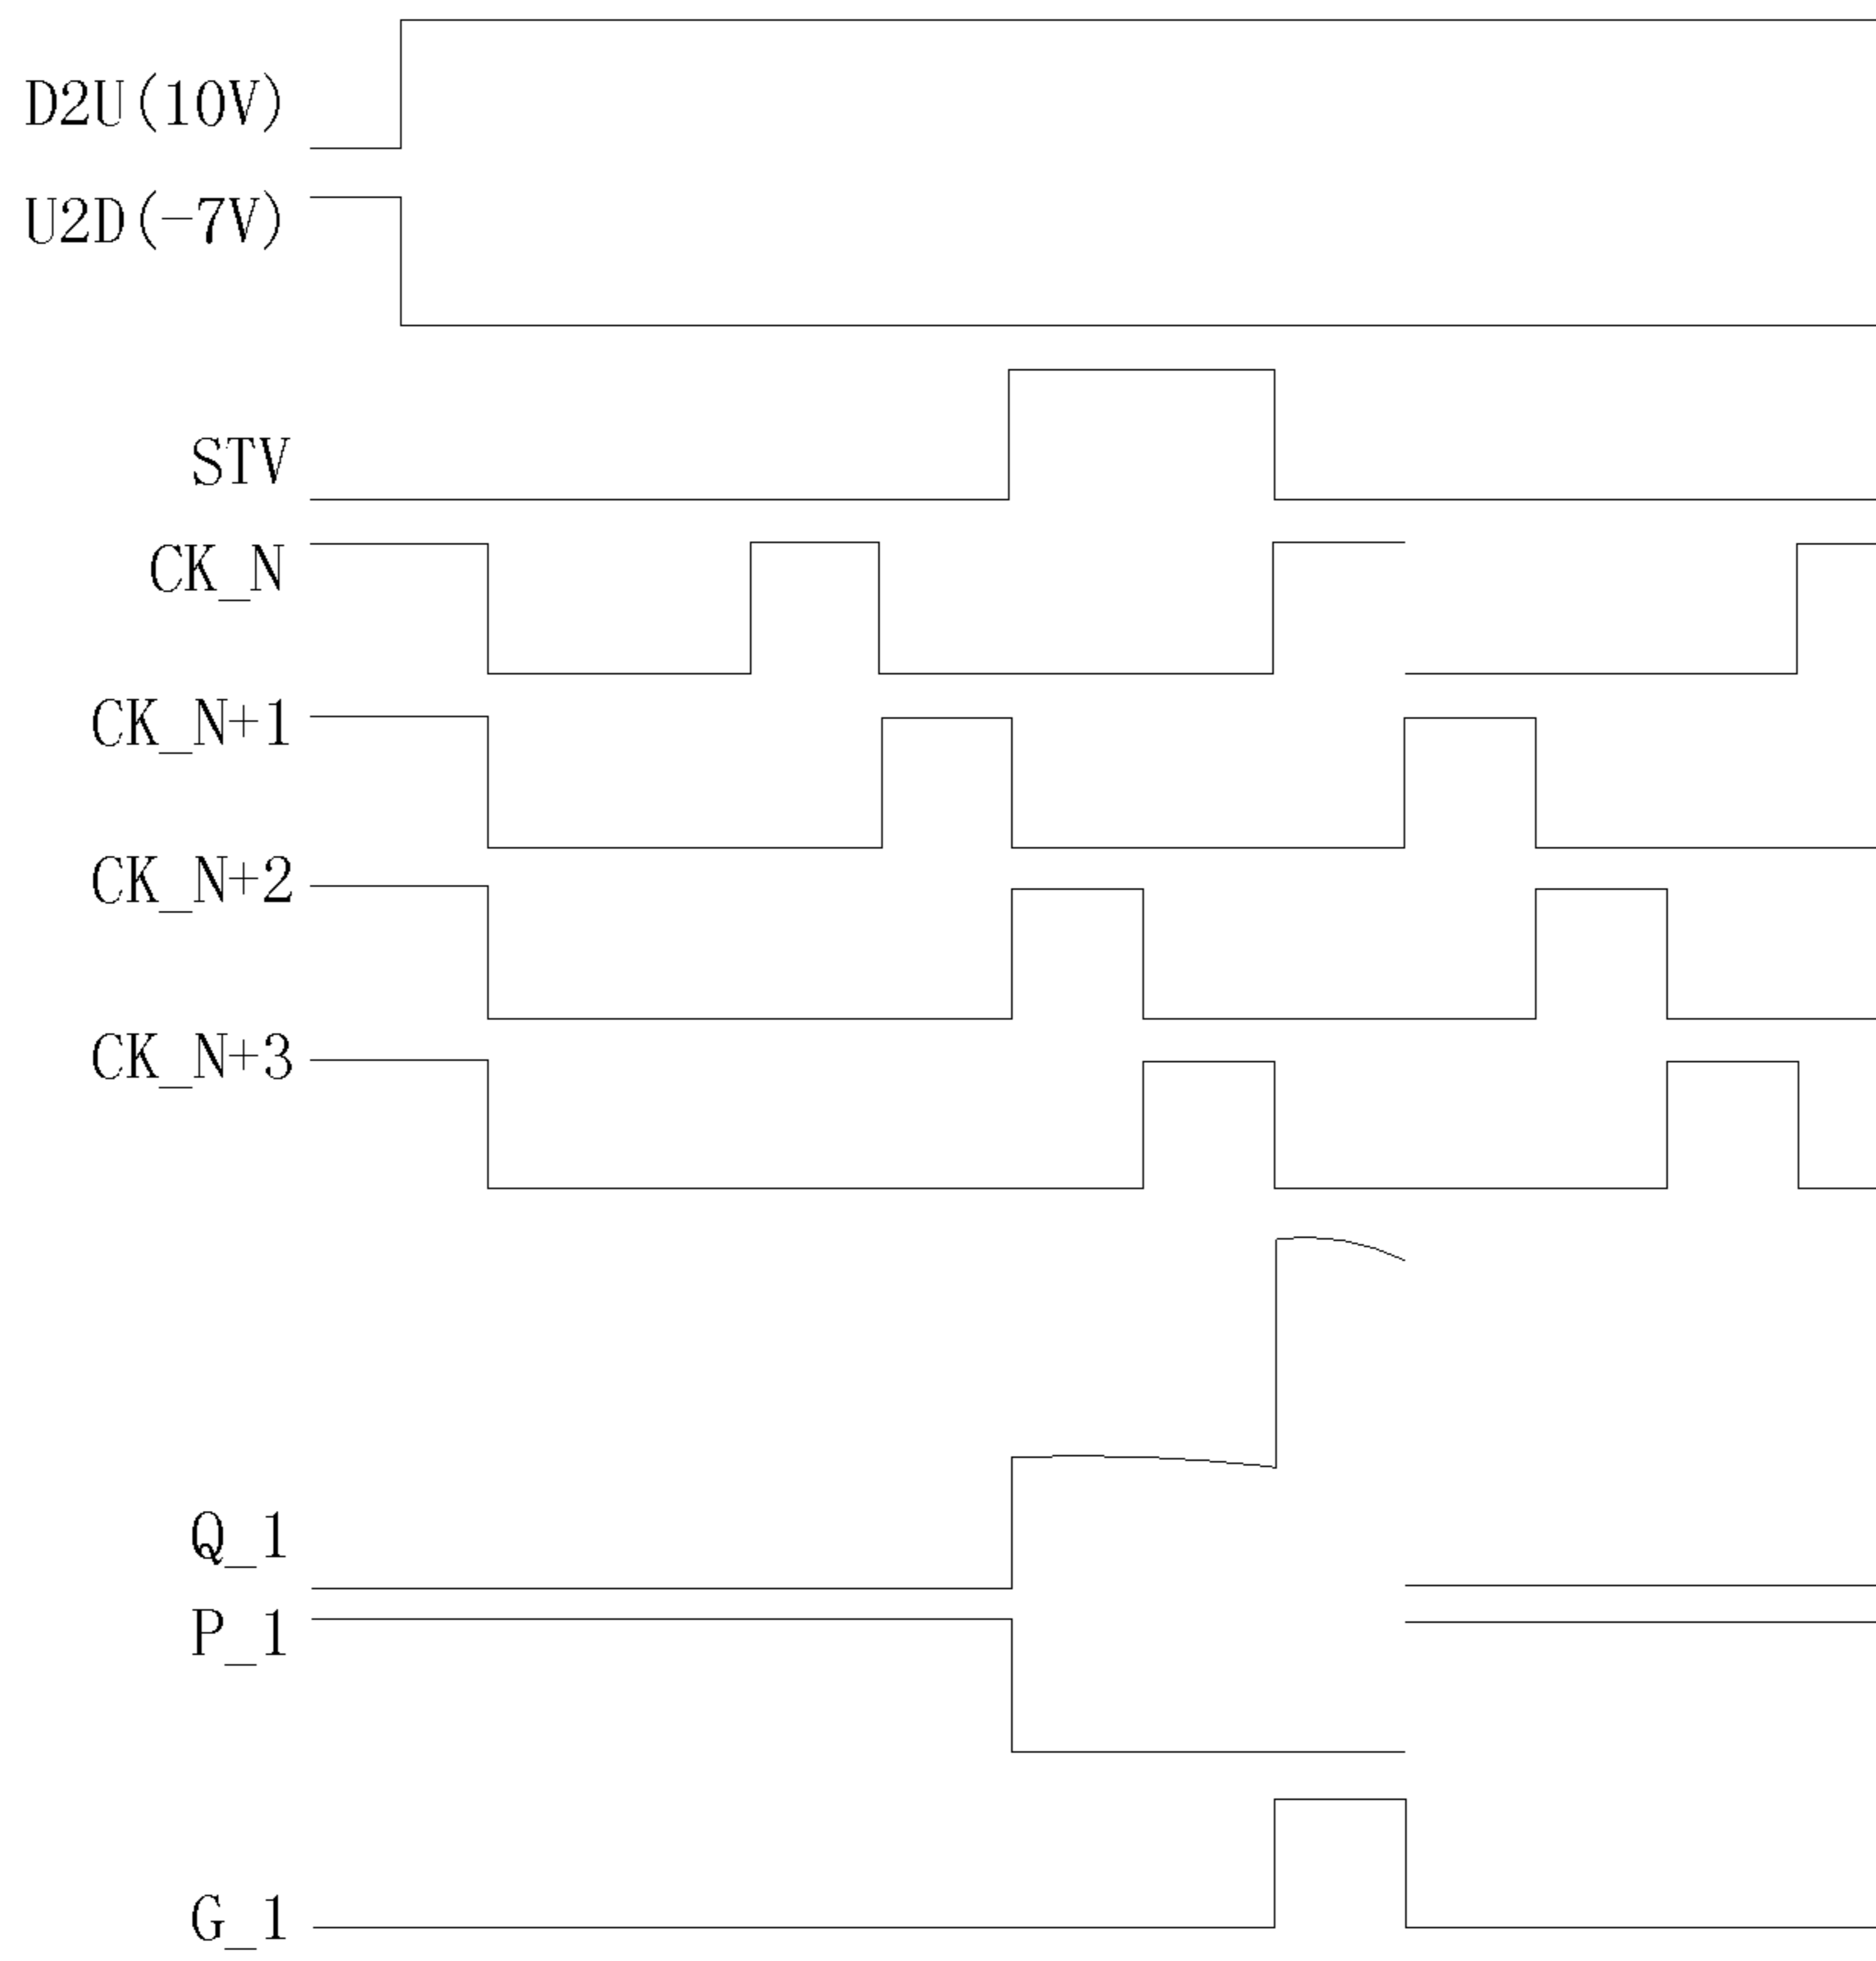 D2U(10V)
U2D(-7V)
STV
CK_N
CK_N+1
CK_N+2
CK_N+3
Q_1
P_1
G_1